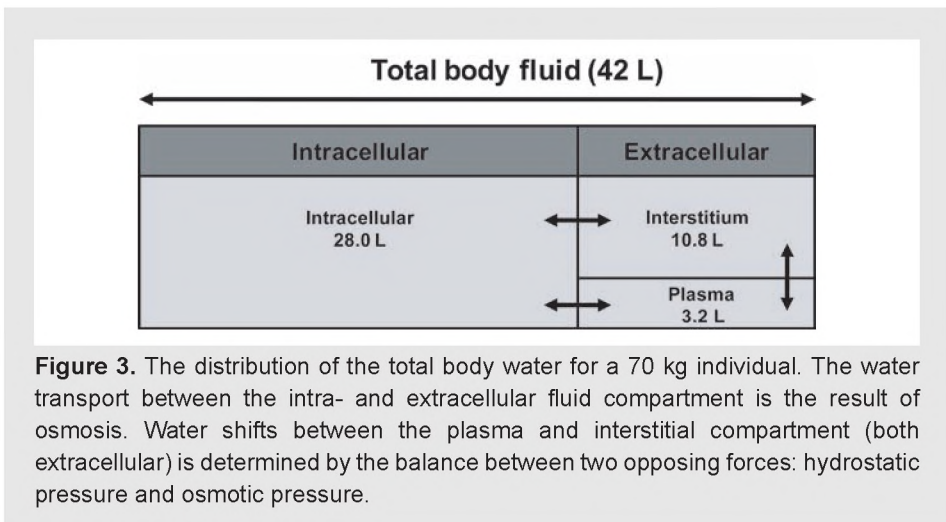 Total body fluid (42 L)
Intracellular Extracellular
Intracellular
28.0 L
Interstitium
10.8 L
Plasma
3.2 L
Figure 3. The distribution of the total body water for a 70 kg individual. The water
transport between the intra- and extracellular fluid compartment is the result of
osmosis. Water shifts between the plasma and interstitial compartment (both
extracellular) is determined by the balance between two opposing forces: hydrostatic
pressure and osmotic pressure.